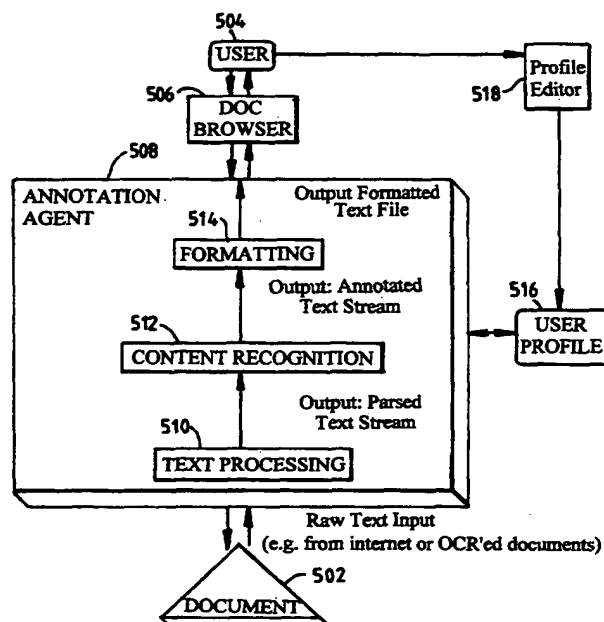 504
USER
506
DOC
BROWSER
518
Profile
Editor
508
ANNOTATION
AGENT
Output Formatted
Text File
514
FORMATTING
Output: Annotated
Text Stream
512
CONTENT RECOGNITION
516
USER
PROFILE
Output: Parsed
Text Stream
510
TEXT PROCESSING
Raw Text Input
(e.g. from internet or OCR'ed documents)
502
DOCUMENT